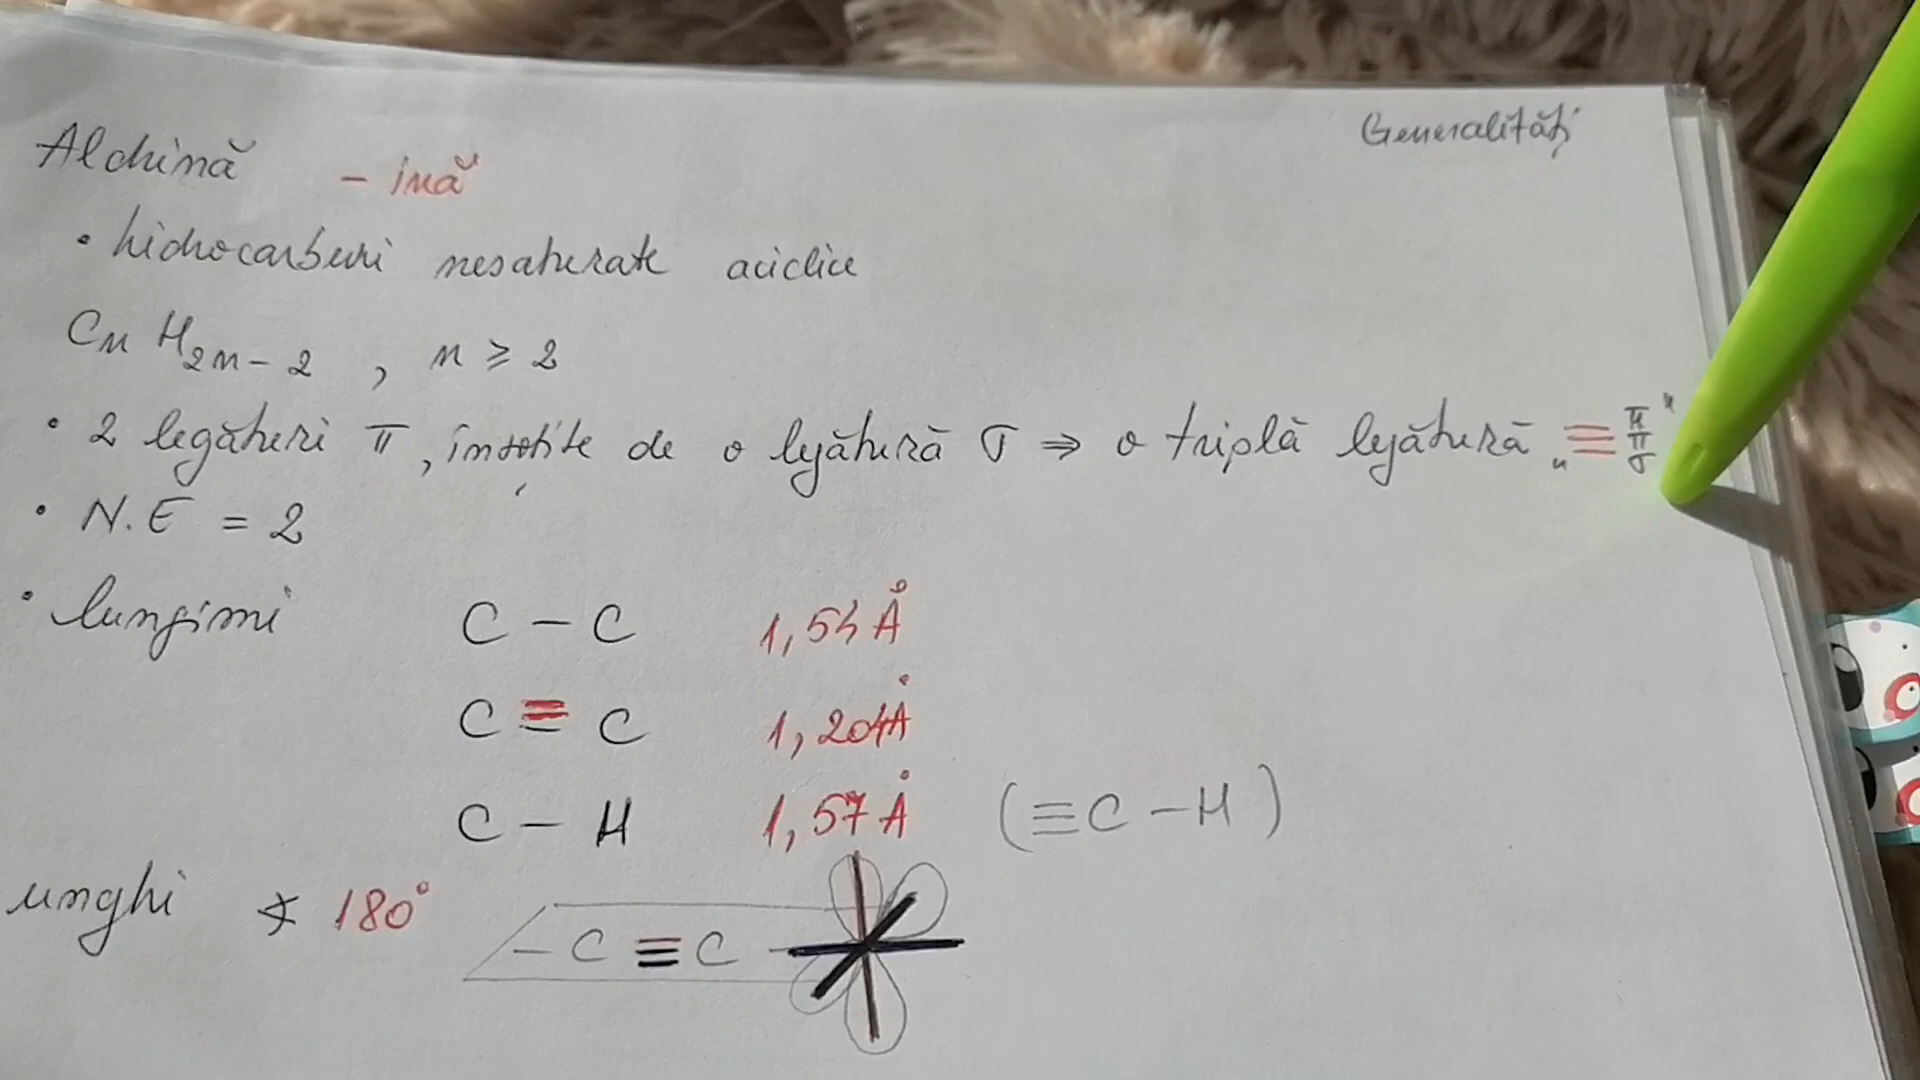 Generalități
Alchină - ină
• hidrocarburi nesaturate aciclice
CnH2n-2 , n ≥ 2
• 2 legături π, însoțite de o legătură σ ⇒ o triplă legătură "≡ π π σ"
• N.E = 2
• lungimi C - C 1,54 Å
C ≡ C 1,204 Å
C - H 1,57 Å (≡C - H)
unghi ∢ 180°
- C ≡ C -